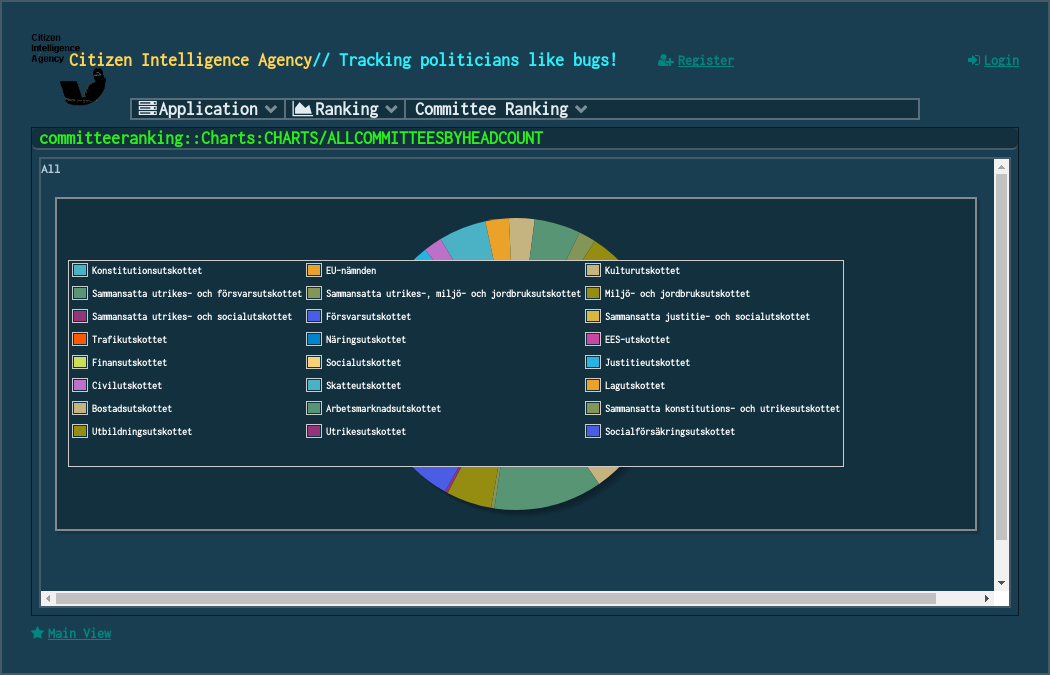 Citizen
Intelligence
Agency
Citizen Intelligence Agency// Tracking politicians like bugs!
Register
Login
Application
Ranking
Committee Ranking
committeeranking::Charts:CHARTS/ALLCOMMITTEESBYHEADCOUNT
All
Konstitutionsutskottet
EU-nämnden
Kulturutskottet
Sammansatta utrikes- och försvarsutskottet
Sammansatta utrikes-, miljö- och jordbruksutskottet
Miljö- och jordbruksutskottet
Sammansatta utrikes- och socialutskottet
Försvarsutskottet
Sammansatta justitie- och socialutskottet
Trafikutskottet
Näringsutskottet
EES-utskottet
Finansutskottet
Socialutskottet
Justitieutskottet
Civilutskottet
Skatteutskottet
Lagutskottet
Bostadsutskottet
Arbetsmarknadsutskottet
Sammansatta konstitutions- och utrikesutskottet
Utbildningsutskottet
Utrikesutskottet
Socialförsäkringsutskottet
Main View